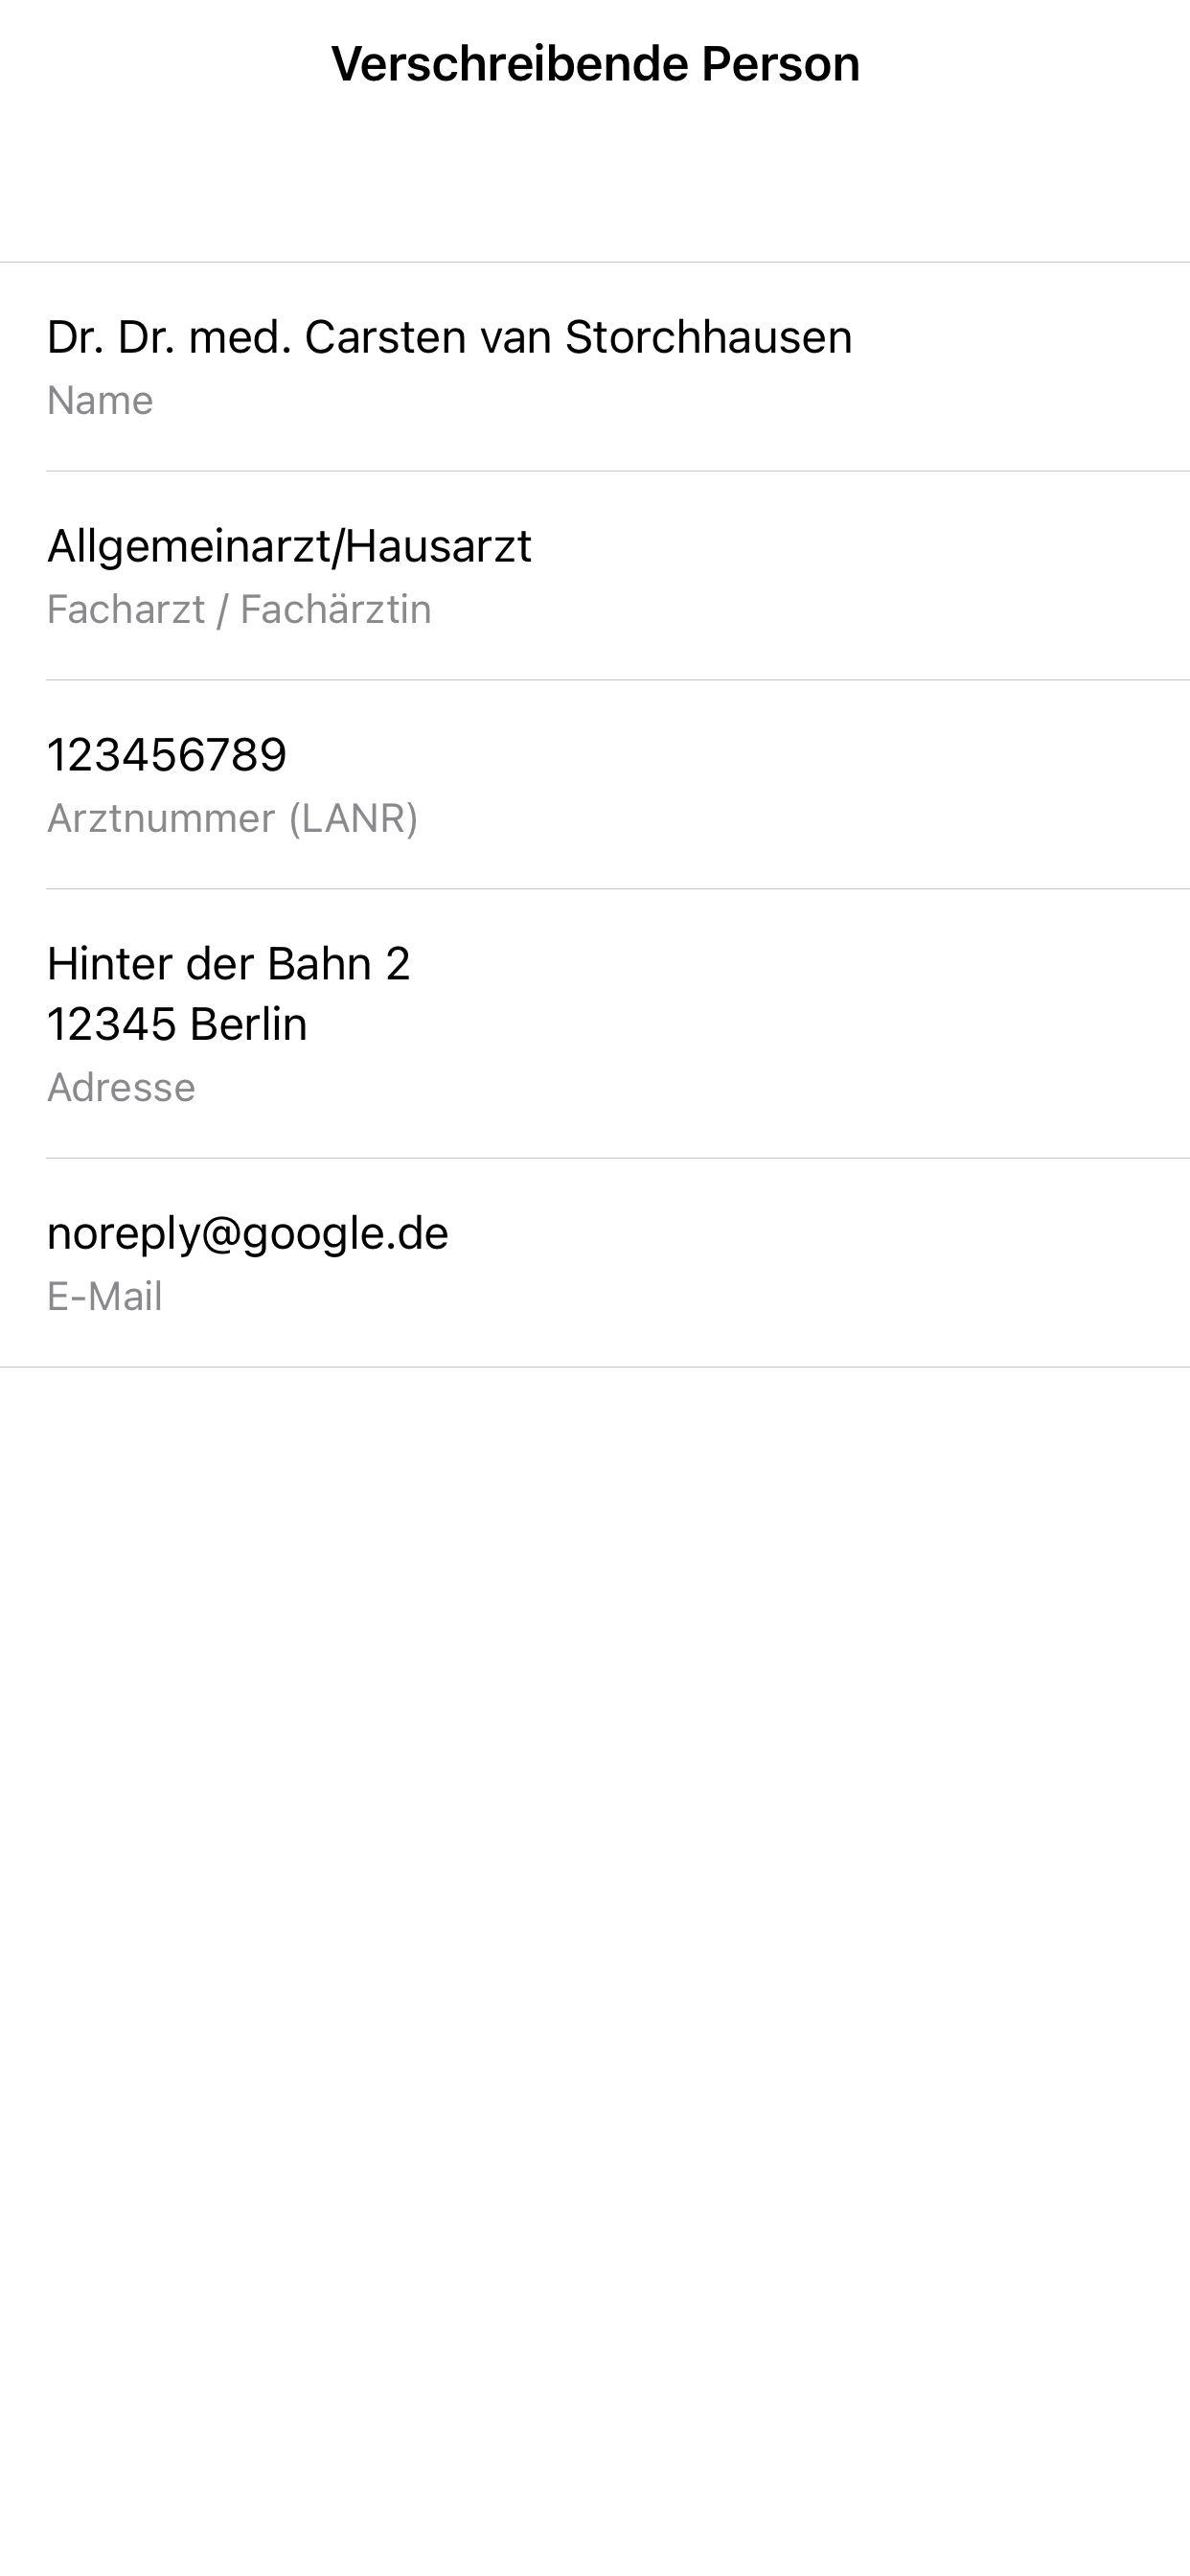 Verschreibende Person
Dr. Dr. med. Carsten van Storchhausen
Name
Allgemeinarzt/Hausarzt
Facharzt / Fachärztin
123456789
Arztnummer (LANR)
Hinter der Bahn 2
12345 Berlin
Adresse
noreply@google.de
E-Mail